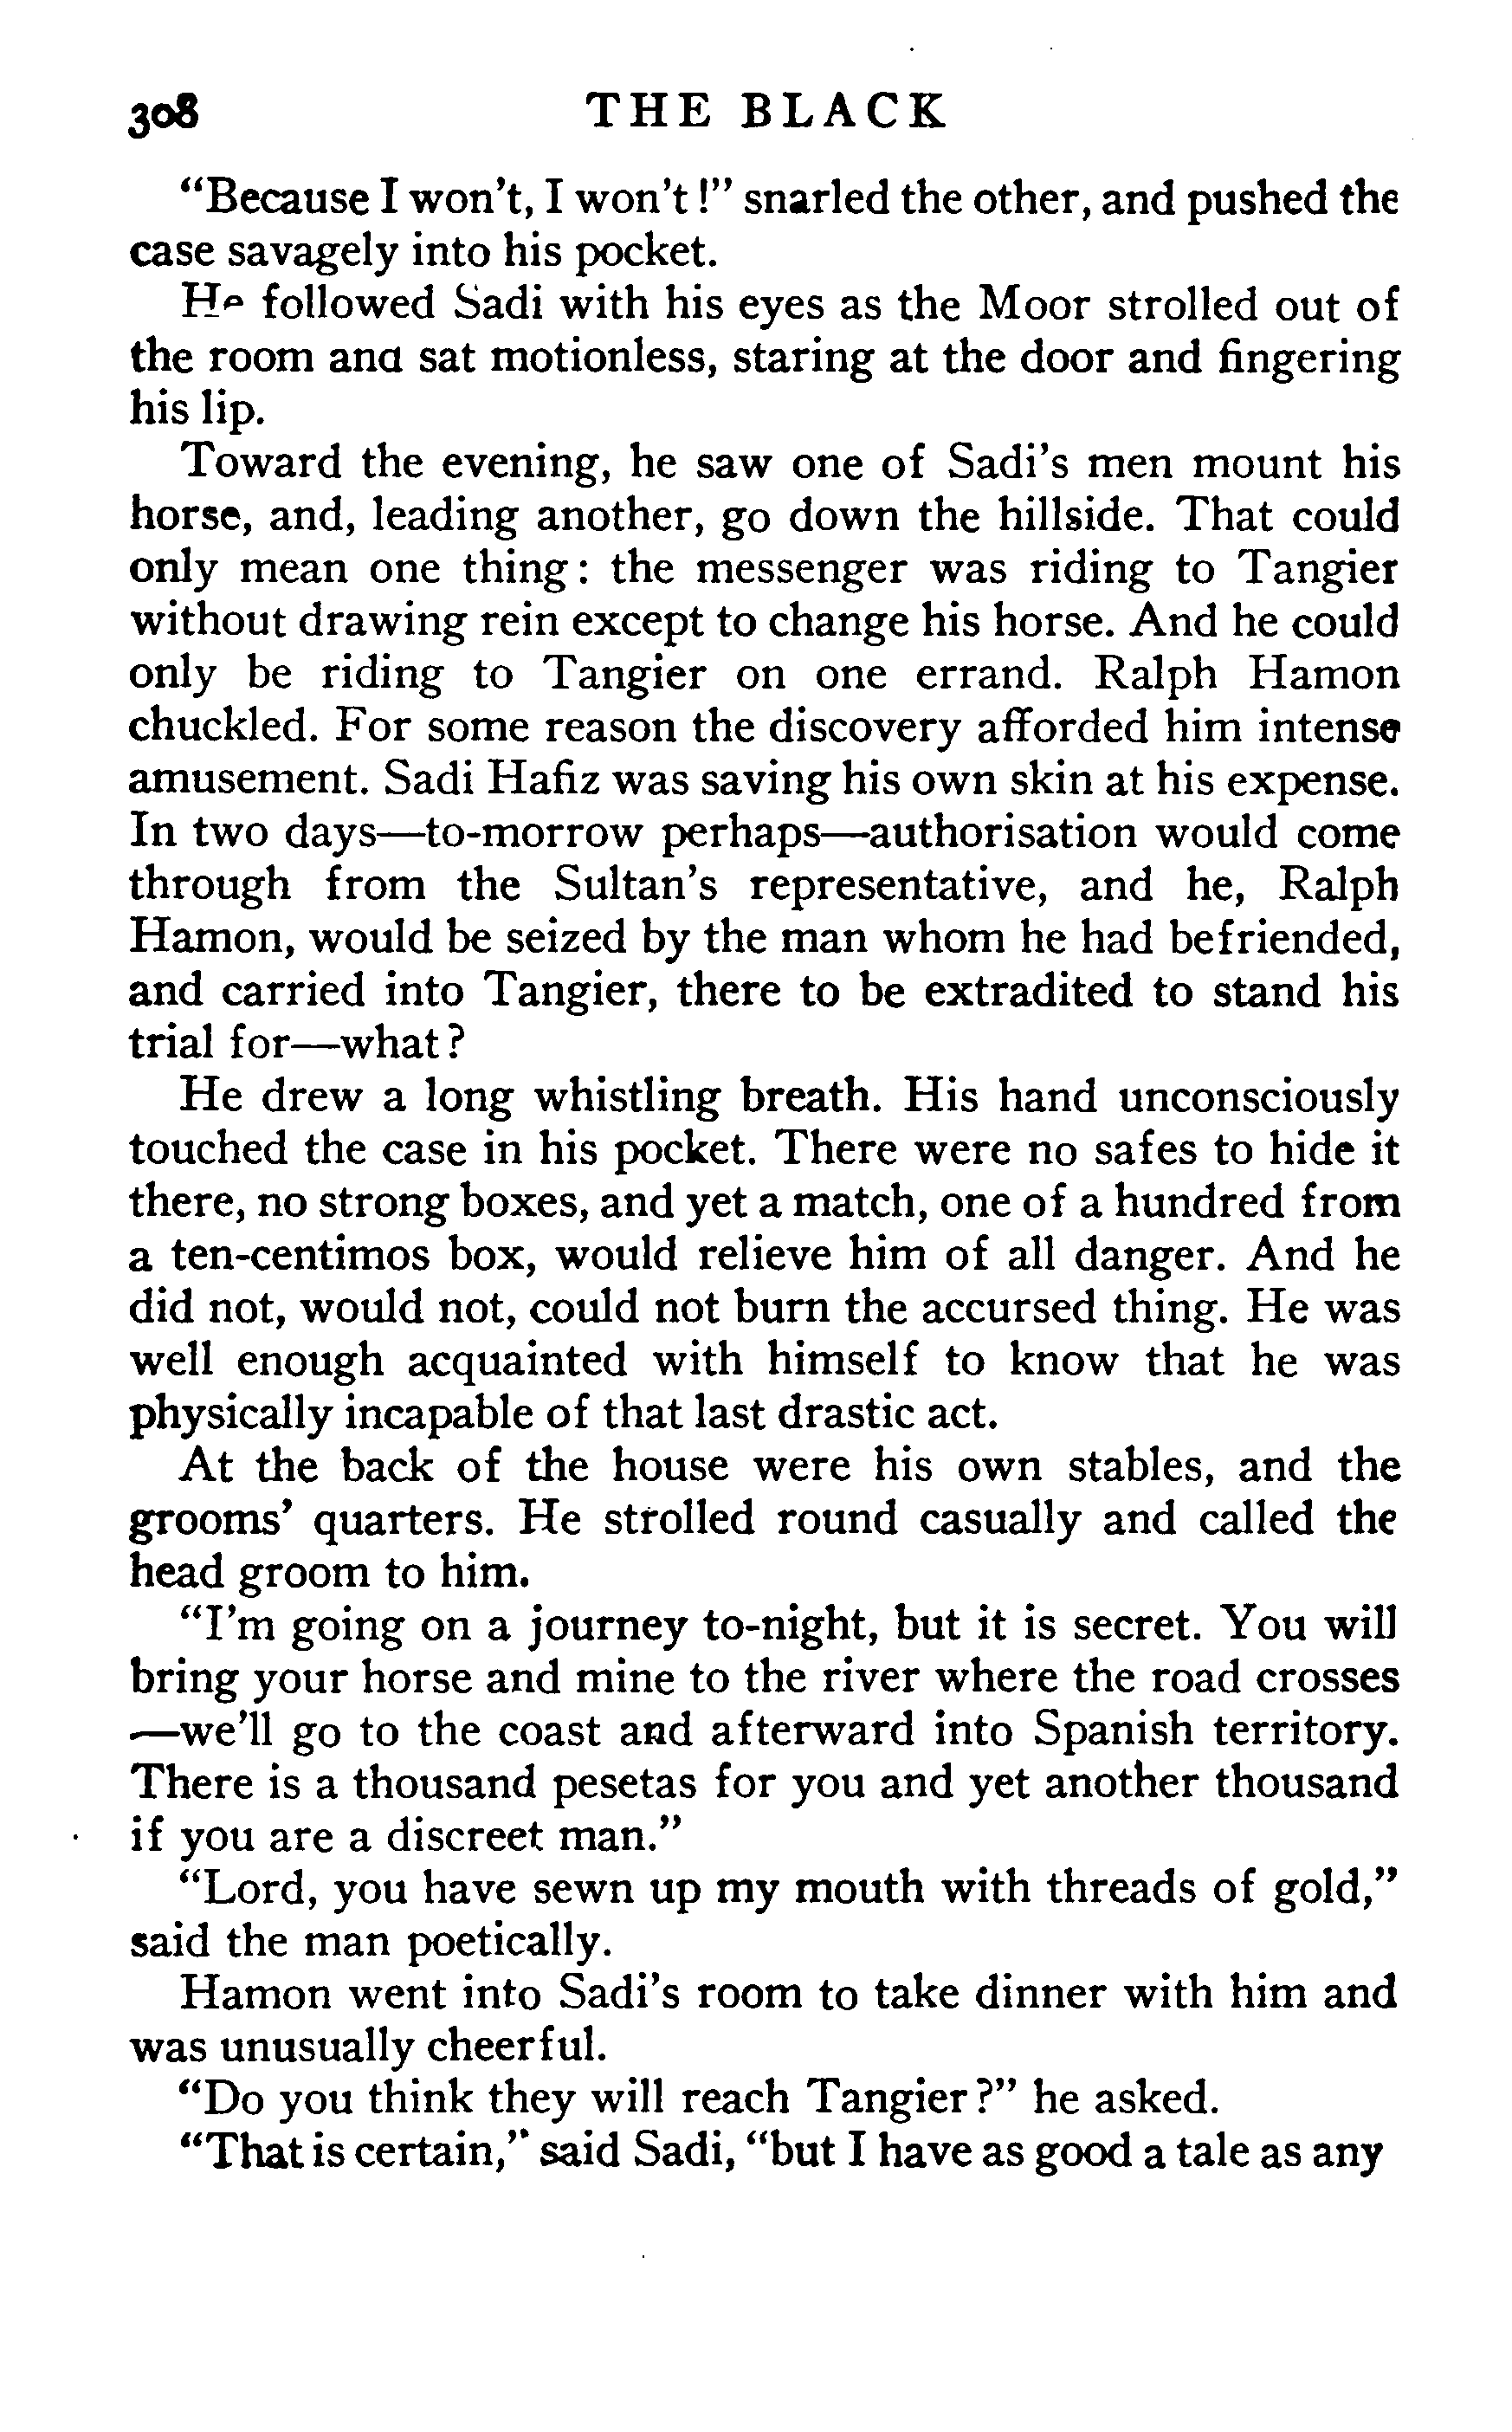 308 THE BLACK
"Because I won't, I won't!" snarled the other, and pushed the
case savagely into his pocket.
He followed Sadi with his eyes as the Moor strolled out of
the room and sat motionless, staring at the door and fingering
his lip.
Toward the evening, he saw one of Sadi's men mount his
horse, and, leading another, go down the hillside. That could
only mean one thing: the messenger was riding to Tangier
without drawing rein except to change his horse. And he could
only be riding to Tangier on one errand. Ralph Hamon
chuckled. For some reason the discovery afforded him intense
amusement. Sadi Hafiz was saving his own skin at his expense.
In two days—to-morrow perhaps—authorisation would come
through from the Sultan's representative, and he, Ralph
Hamon, would be seized by the man whom he had befriended,
and carried into Tangier, there to be extradited to stand his
trial for—what?
He drew a long whistling breath. His hand unconsciously
touched the case in his pocket. There were no safes to hide it
there, no strong boxes, and yet a match, one of a hundred from
a ten-centimos box, would relieve him of all danger. And he
did not, would not, could not burn the accursed thing. He was
well enough acquainted with himself to know that he was
physically incapable of that last drastic act.
At the back of the house were his own stables, and the
grooms' quarters. He strolled round casually and called the
head groom to him.
"I'm going on a journey to-night, but it is secret. You will
bring your horse and mine to the river where the road crosses
—we'll go to the coast and afterward into Spanish territory.
There is a thousand pesetas for you and yet another thousand
if you are a discreet man."
"Lord, you have sewn up my mouth with threads of gold,"
said the man poetically.
Hamon went into Sadi's room to take dinner with him and
was unusually cheerful.
"Do you think they will reach Tangier?" he asked.
"That is certain," said Sadi, "but I have as good a tale as any